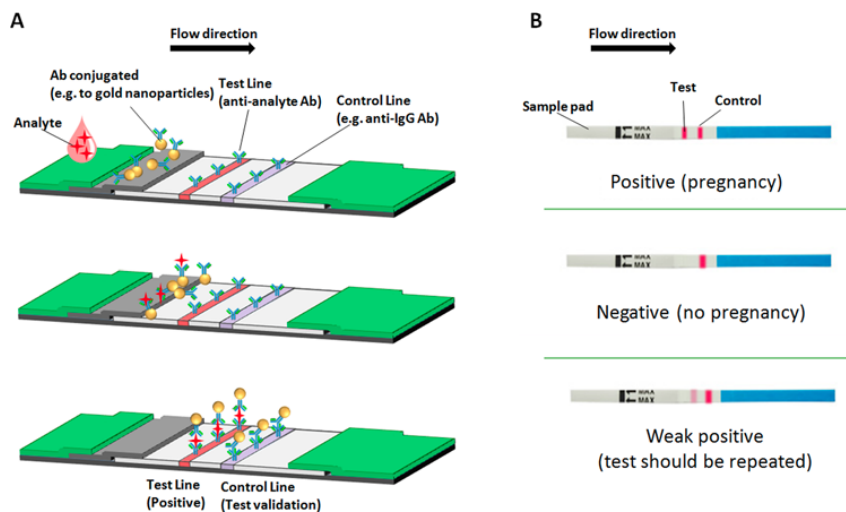 A
Flow direction
Ab conjugated
(e.g. to gold nanoparticles)
Test Line
(anti-analyte Ab)
Control Line
(e.g. anti-IgG Ab)
Analyte
Test Line
(Positive)
Control Line
(Test validation)
B
Flow direction
Test
Control
Sample pad
MAX
MAX
Positive (pregnancy)
MAX
MAX
Negative (no pregnancy)
MAX
MAX
Weak positive
(test should be repeated)